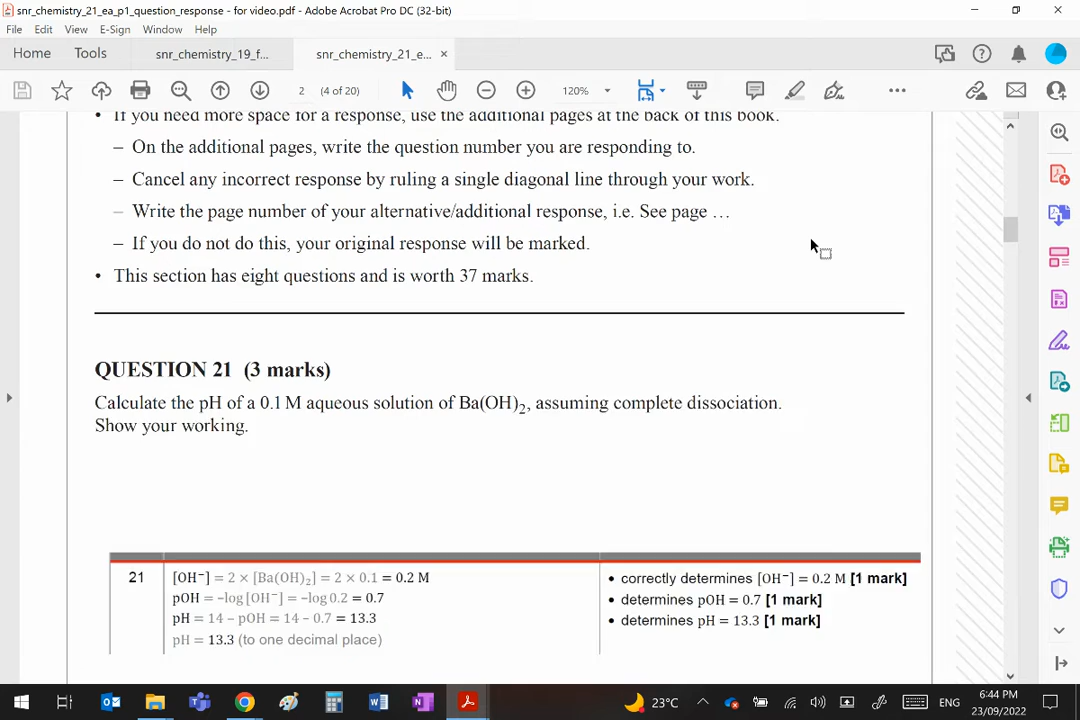 snr_chemistry_21_ea_p1_question_response - for video.pdf - Adobe Acrobat Pro DC (32-bit)
File Edit View E-Sign Window Help
Home Tools snr_chemistry_19_f... snr_chemistry_21_e... ×
2 (4 of 20) 120%
• If you need more space for a response, use the additional pages at the back of this book.
– On the additional pages, write the question number you are responding to.
– Cancel any incorrect response by ruling a single diagonal line through your work.
– Write the page number of your alternative/additional response, i.e. See page …
– If you do not do this, your original response will be marked.
• This section has eight questions and is worth 37 marks.
QUESTION 21 (3 marks)
Calculate the pH of a 0.1 M aqueous solution of Ba(OH)₂, assuming complete dissociation.
Show your working.
21
[OH⁻] = 2 × [Ba(OH)₂] = 2 × 0.1 = 0.2 M
pOH = –log [OH⁻] = –log 0.2 = 0.7
pH = 14 – pOH = 14 – 0.7 = 13.3
pH = 13.3 (to one decimal place)
• correctly determines [OH⁻] = 0.2 M [1 mark]
• determines pOH = 0.7 [1 mark]
• determines pH = 13.3 [1 mark]
23°C ENG 6:44 PM
23/09/2022